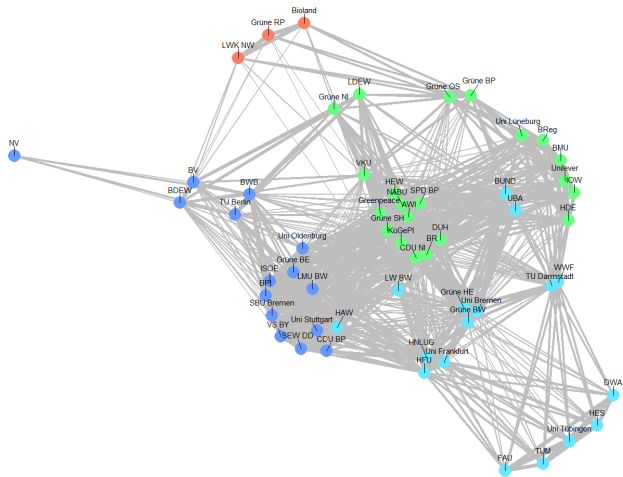 Bioland
Grüne RP
LWK NW
LDEW
Grüne OS
Grüne BP
Grüne NI
Uni Lüneburg
BReg
NV
BMU
VKU
Unilever
BV
HEW
BUND
IOW
BWB
BDEW
NABU
SPD BP
UBA
Greenpeace
AWI
TU Berlin
HDE
Grüne SH
KoGePl
DUH
Uni Oldenburg
BR
CDU NI
Grüne BE
ISOE
WWF
LMU BW
LW BW
TU Darmstadt
BFI
Grüne HE
SBU Bremen
Uni Bremen
Grüne BW
Uni Stuttgart
HAW
VS BY
SEW DD
CDU BP
HNLUG
Uni Frankfurt
HFU
DWA
HES
Uni Tübingen
TUM
FAU